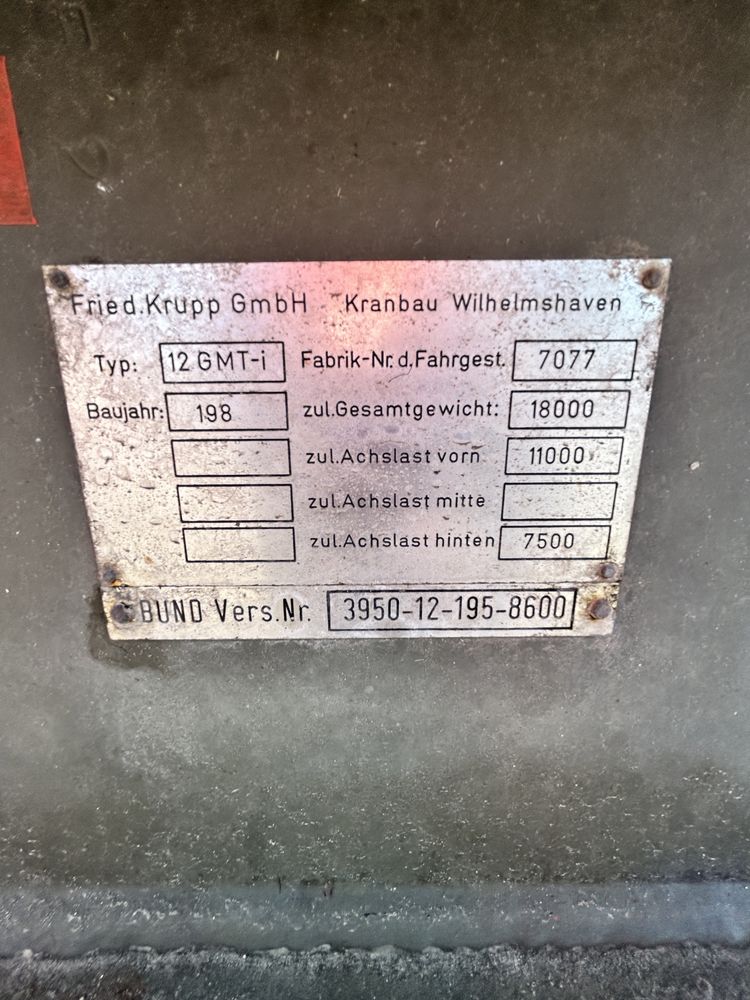 Fried.Krupp GmbH - Kranbau Wilhelmshaven
Typ: 12 GMT-i Fabrik-Nr.d.Fahrgest. 7077
Baujahr: 198 zul.Gesamtgewicht: 18000
zul.Achslast vorn 11000
zul.Achslast mitte
zul.Achslast hinten 7500
BUND Vers.Nr. 3950-12-195-8600